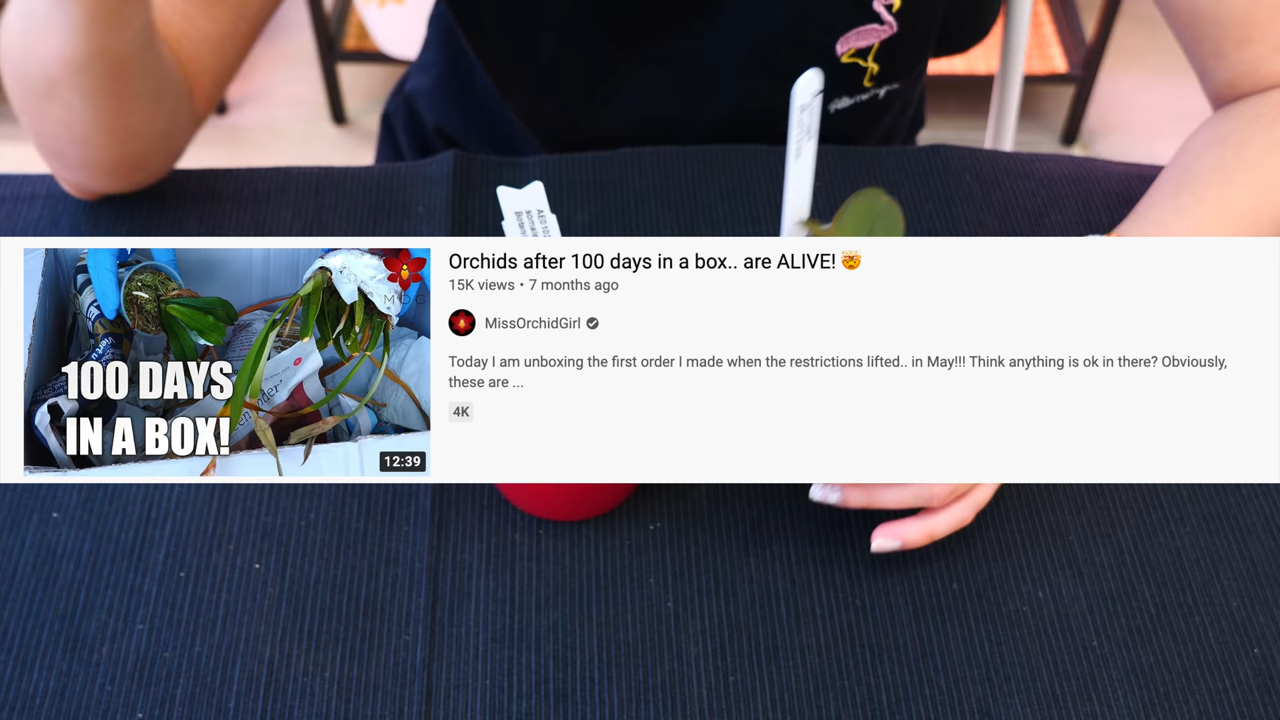 Orchids after 100 days in a box.. are ALIVE! 🤯
15K views • 7 months ago
MissOrchidGirl
Today I am unboxing the first order I made when the restrictions lifted.. in May!!! Think anything is ok in there? Obviously,
these are ...
4K
MOG
100 DAYS
IN A BOX!
12:39